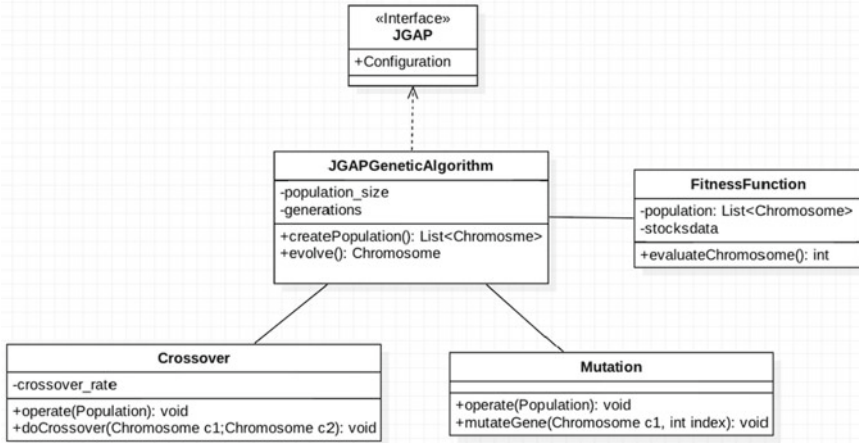 «Interface»
JGAP
+Configuration
JGAPGeneticAlgorithm
-population_size
-generations
+createPopulation(): List<Chromosme>
+evolve(): Chromosome
FitnessFunction
-population: List<Chromosome>
-stocksdata
+evaluateChromosome(): int
Crossover
-crossover_rate
+operate(Population): void
+doCrossover(Chromosome c1;Chromosome c2): void
Mutation
+operate(Population): void
+mutateGene(Chromosome c1, int index): void